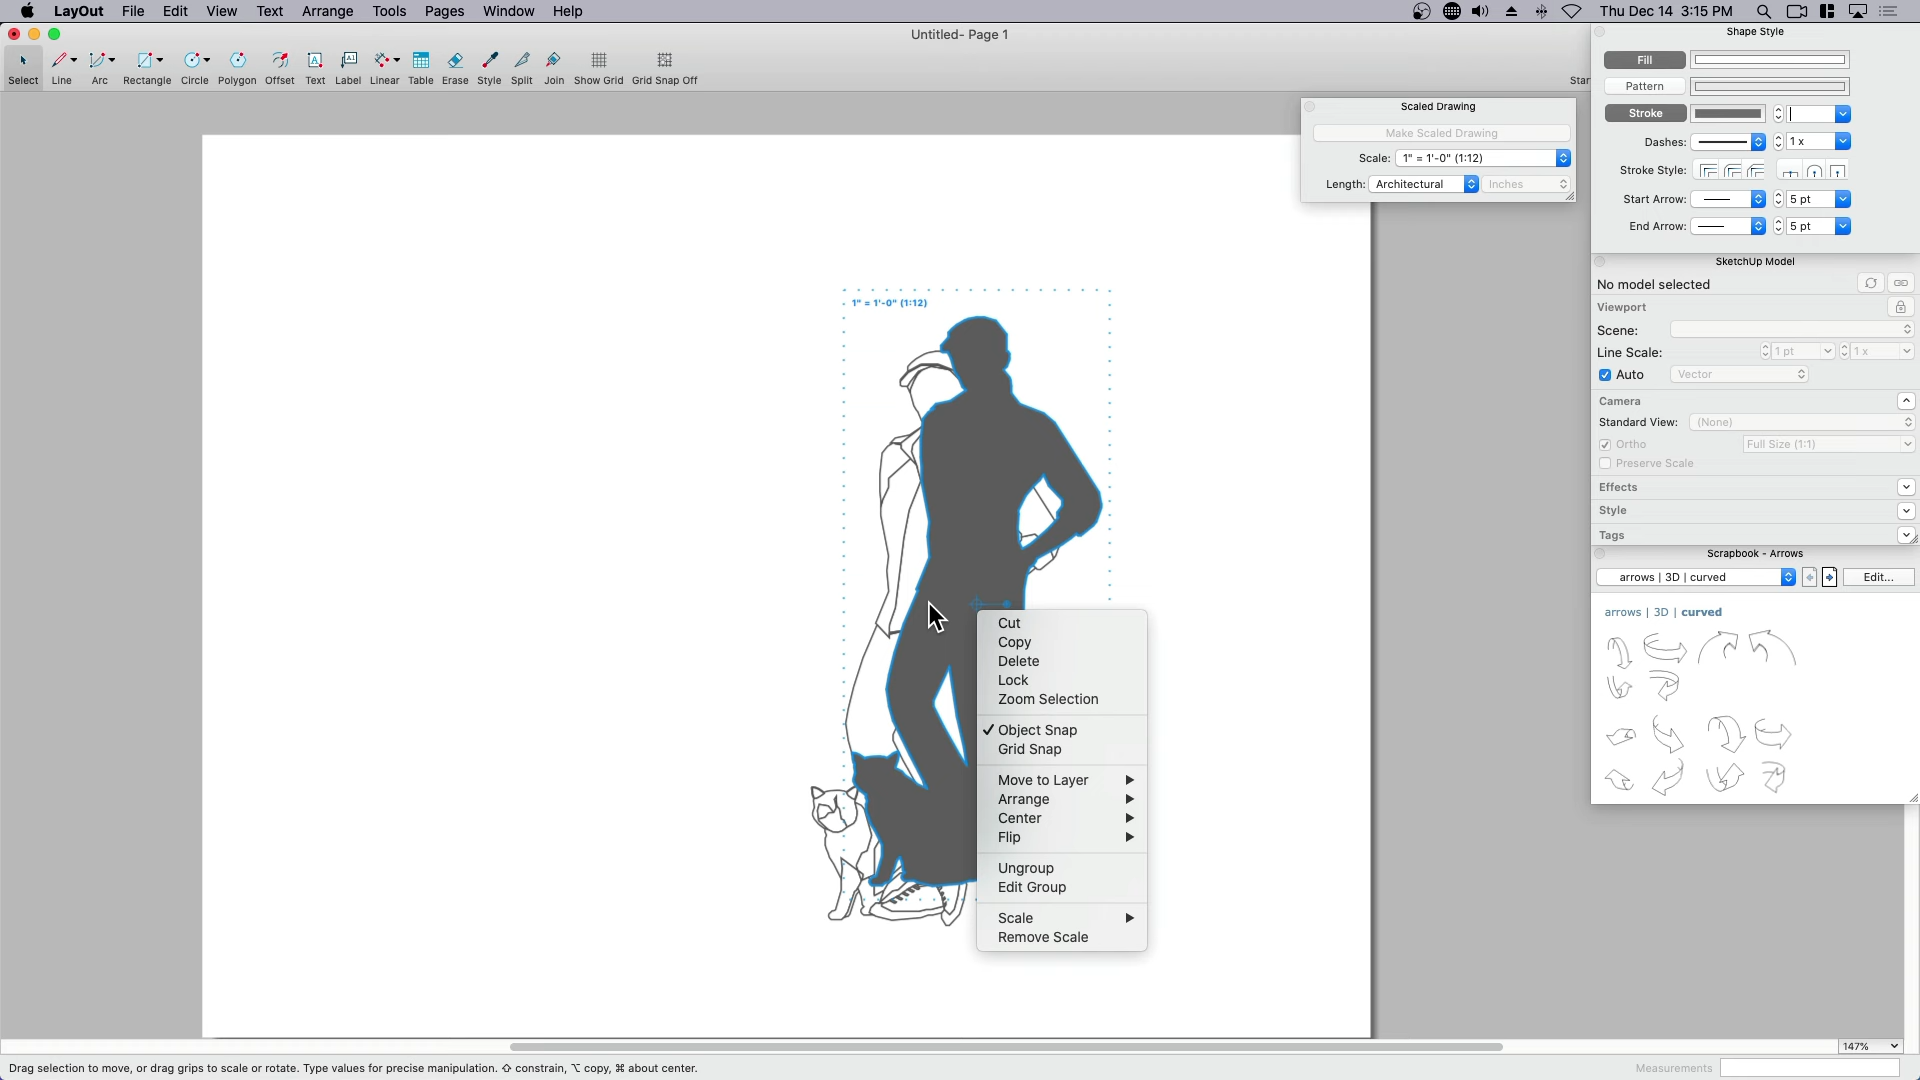 LayOut File Edit View Text Arrange Tools Pages Window Help
Thu Dec 14 3:15 PM
Untitled- Page 1
Select Line Arc Rectangle Circle Polygon Offset Text Label Linear Table Erase Style Split Join Show Grid Grid Snap Off
Star
Scaled Drawing
Make Scaled Drawing
Scale: 1" = 1'-0" (1:12)
Length: Architectural Inches
Shape Style
Fill
Pattern
Stroke
Dashes: 1 x
Stroke Style:
Start Arrow: 5 pt
End Arrow: 5 pt
SketchUp Model
No model selected
Viewport
Scene:
Line Scale: 1 pt 1 x
Auto Vector
Camera
Standard View: (None)
Ortho Full Size (1:1)
Preserve Scale
Effects
Style
Tags
Scrapbook - Arrows
arrows | 3D | curved Edit...
arrows | 3D | curved
1" = 1'-0" (1:12)
Cut
Copy
Delete
Lock
Zoom Selection
Object Snap
Grid Snap
Move to Layer
Arrange
Center
Flip
Ungroup
Edit Group
Scale
Remove Scale
147%
Drag selection to move, or drag grips to scale or rotate. Type values for precise manipulation. ⇧ constrain, ⌥ copy, ⌘ about center.
Measurements